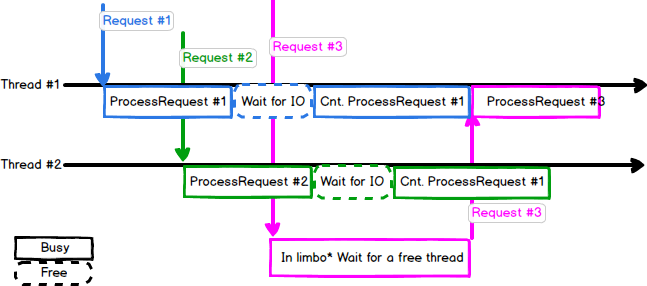 Request #1
Request #3
Request #2
Thread #1
ProcessRequest #1
Wait for IO
Cnt. ProcessRequest #1
ProcessRequest #3
Thread #2
ProcessRequest #2
Wait for IO
Cnt. ProcessRequest #1
Request #3
Busy
In limbo* Wait for a free thread
Free